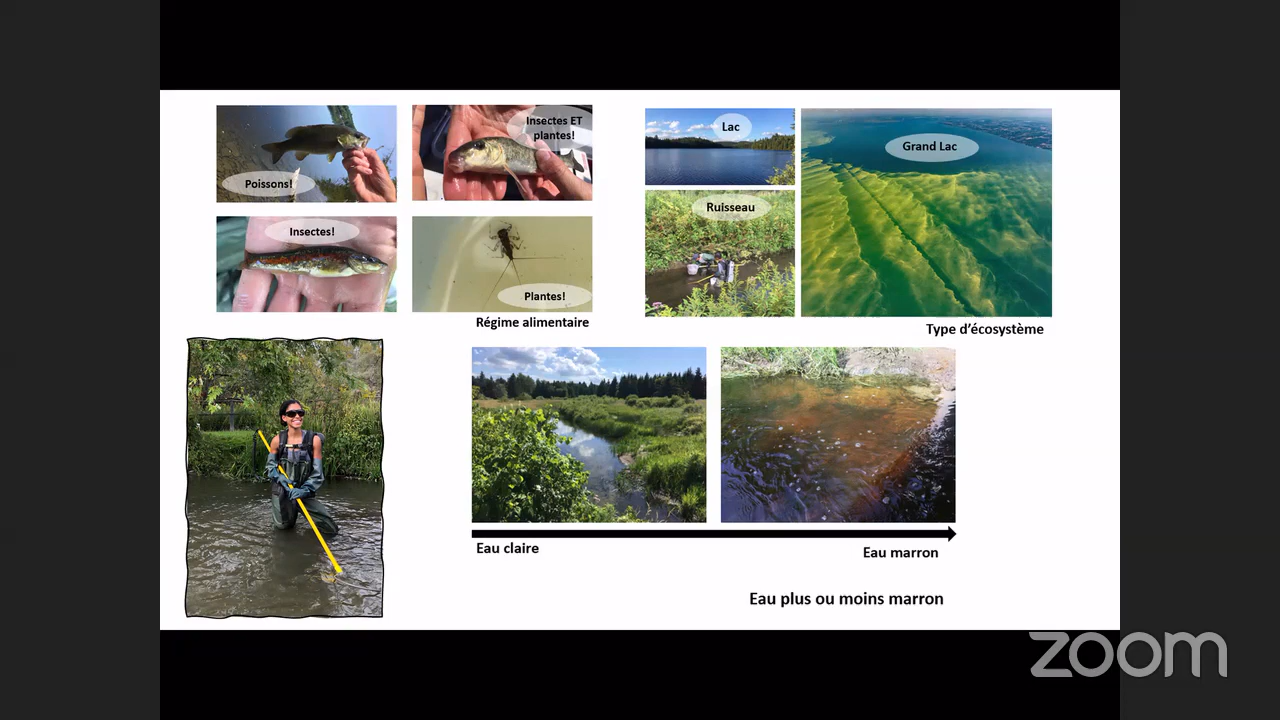 Poissons!
Insectes ET
plantes!
Insectes!
Plantes!
Régime alimentaire
Lac
Ruisseau
Grand Lac
Type d'écosystème
Eau claire
Eau marron
Eau plus ou moins marron
zoom